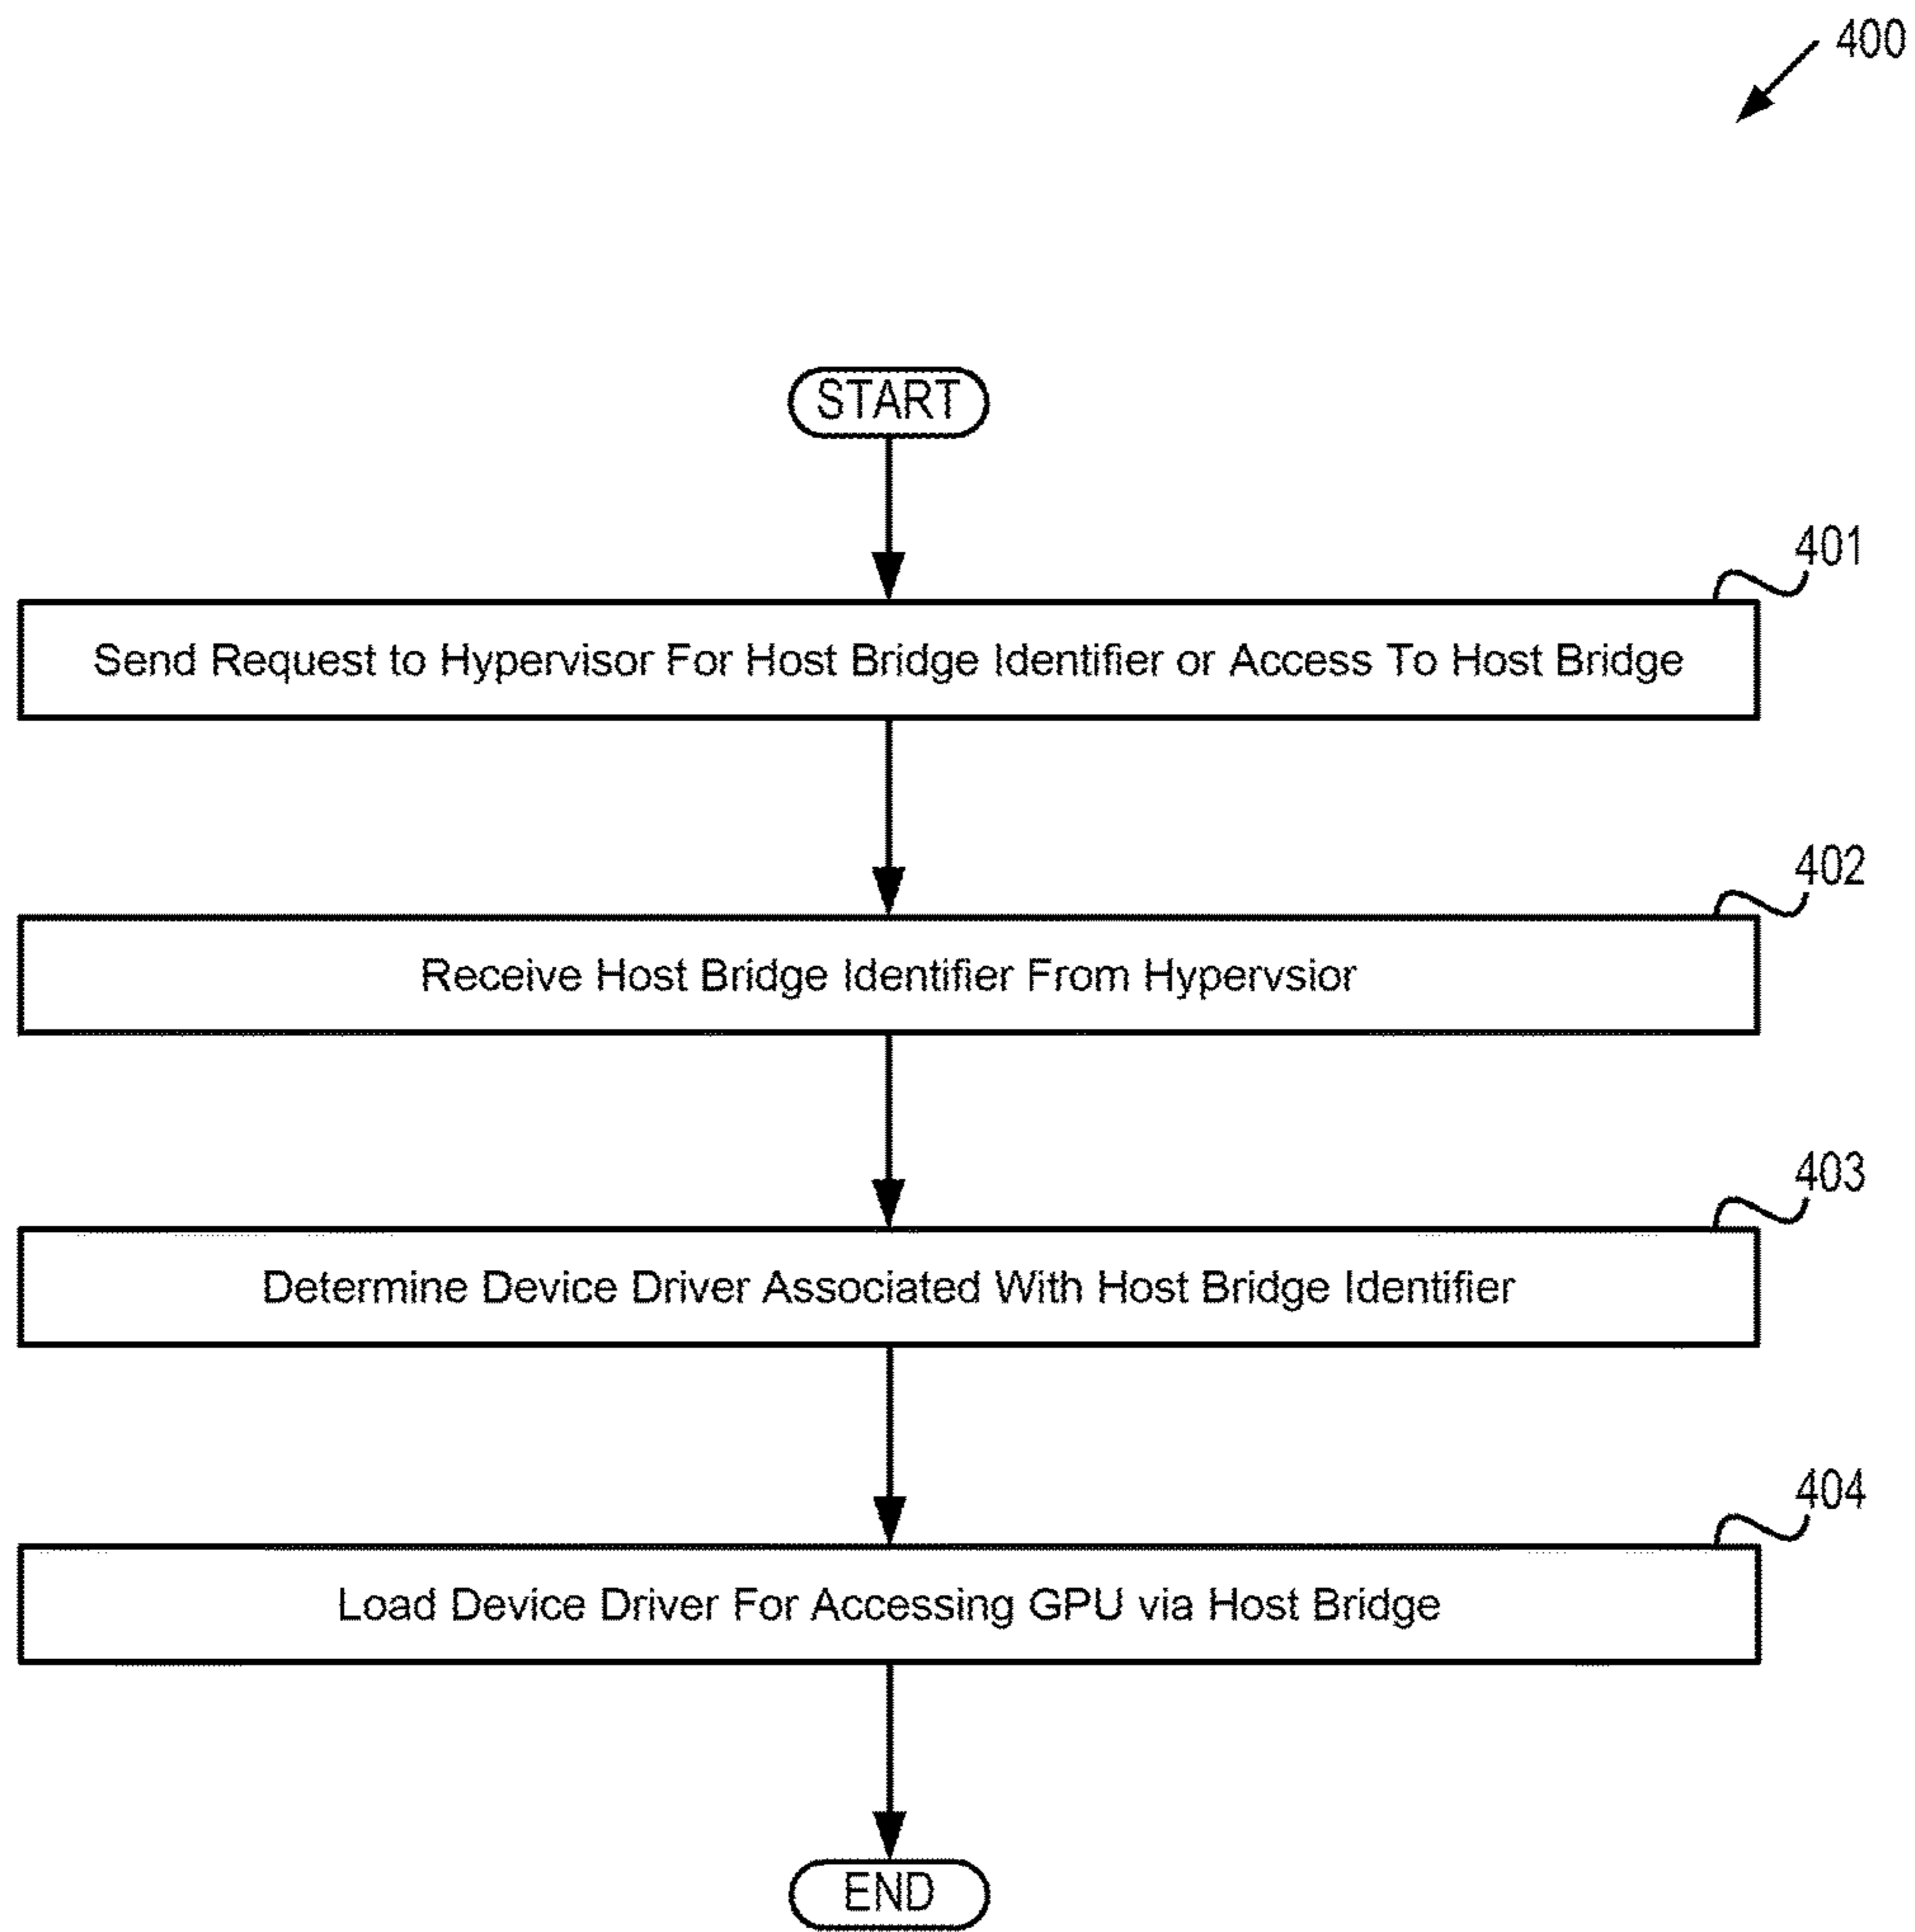 400
START
401
Send Request to Hypervisor For Host Bridge Identifier or Access To Host Bridge
402
Receive Host Bridge Identifier From Hypervsior
403
Determine Device Driver Associated With Host Bridge Identifier
404
Load Device Driver For Accessing GPU via Host Bridge
END